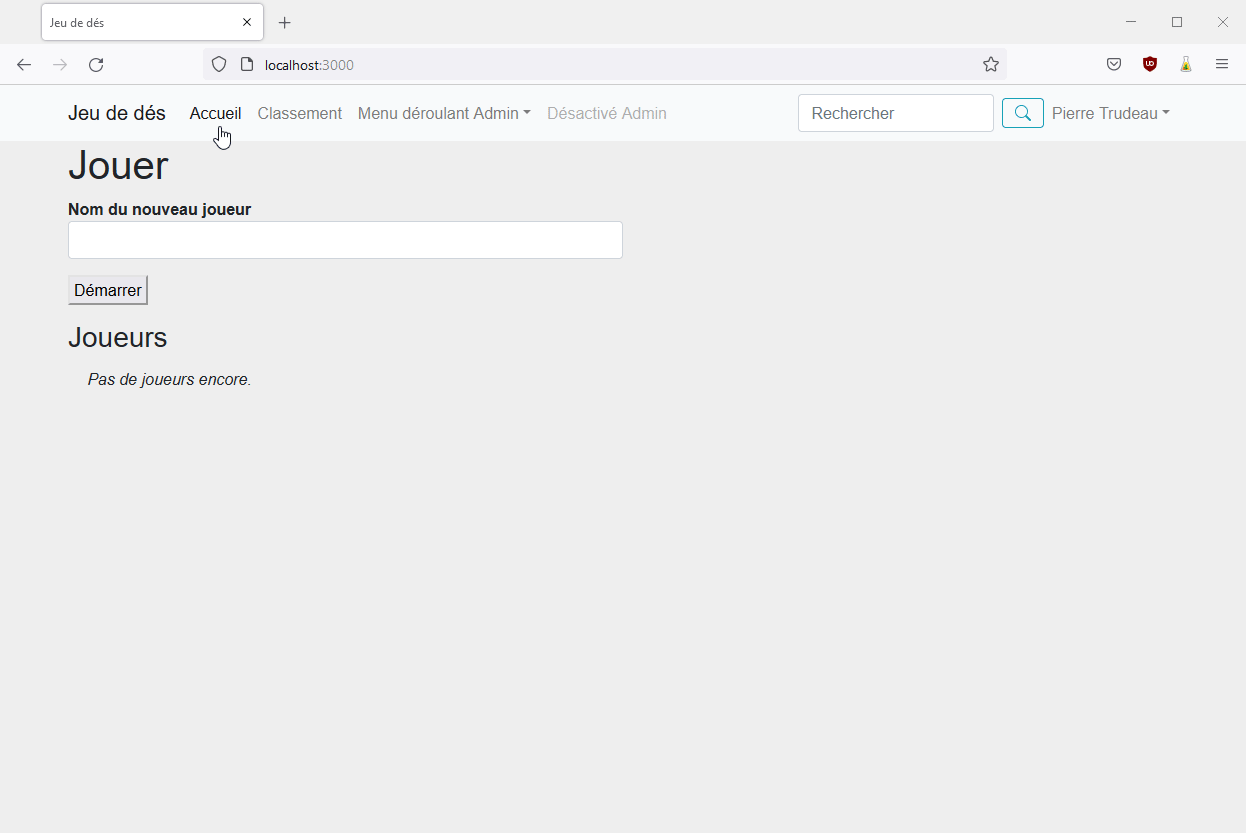 Jeu de dés
localhost:3000
Jeu de dés Accueil Classement Menu déroulant Admin Désactivé Admin Rechercher Pierre Trudeau
Jouer
Nom du nouveau joueur
Démarrer
Joueurs
Pas de joueurs encore.